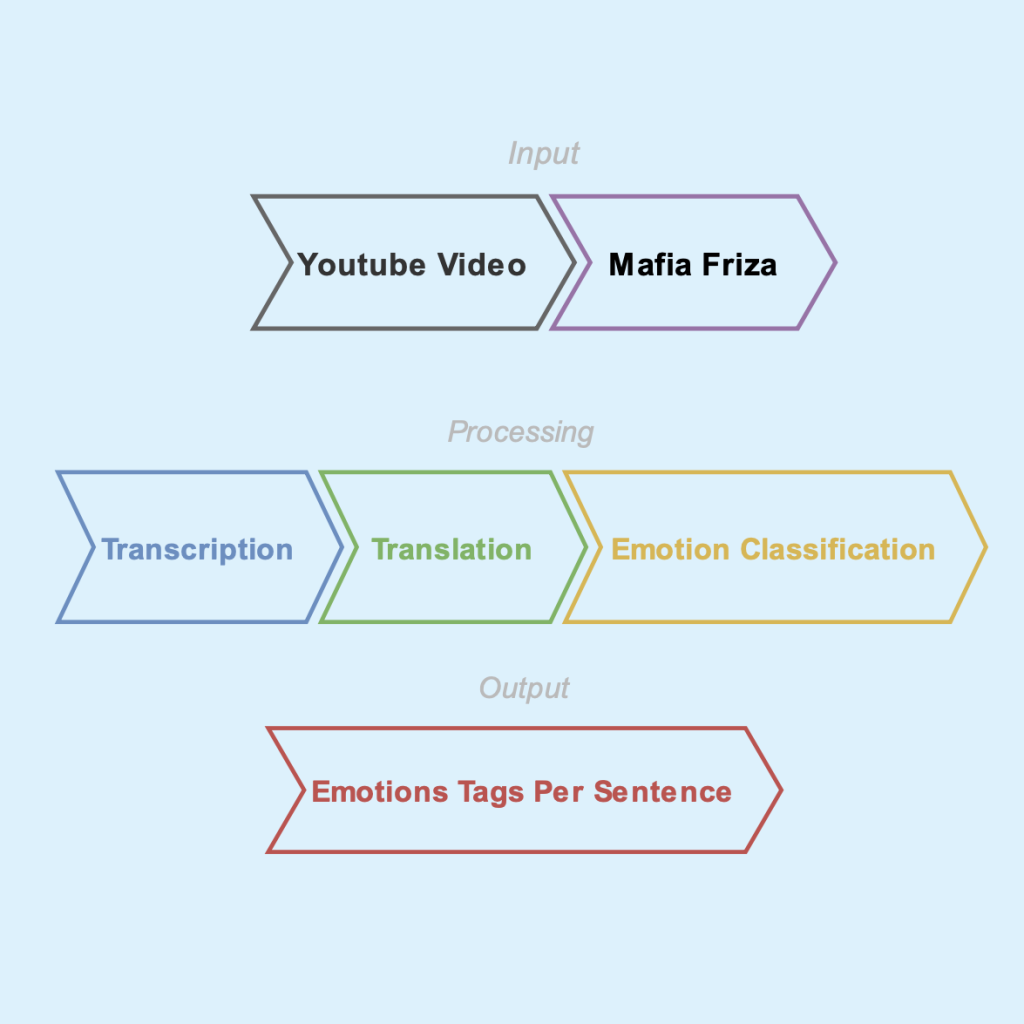 Input
Youtube Video
Mafia Friza
Processing
Transcription
Translation
Emotion Classification
Output
Emotions Tags Per Sentence